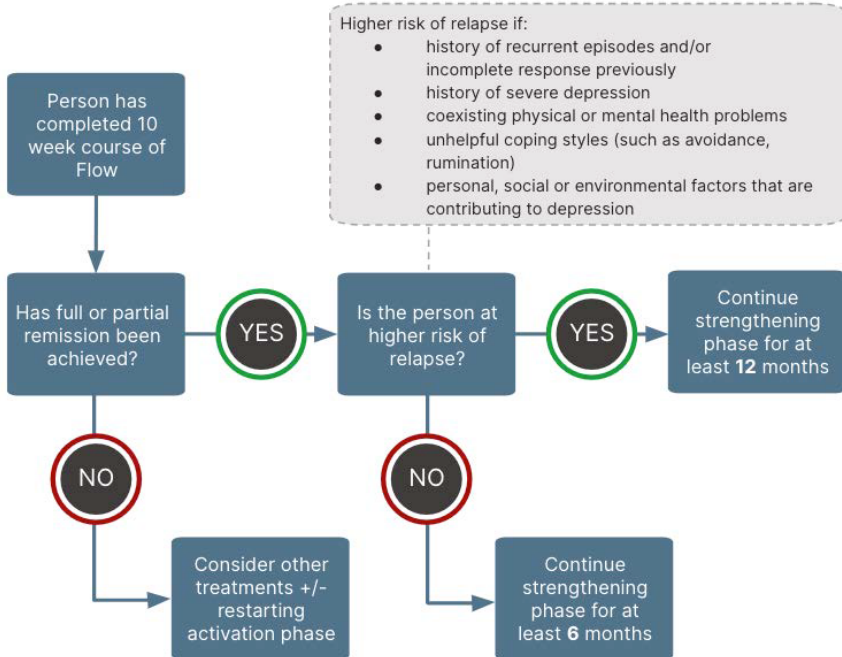 Higher risk of relapse if:
● history of recurrent episodes and/or
incomplete response previously
● history of severe depression
● coexisting physical or mental health problems
● unhelpful coping styles (such as avoidance,
rumination)
● personal, social or environmental factors that are
contributing to depression
Person has
completed 10
week course of
Flow
Has full or partial
remission been
achieved?
YES
Is the person at
higher risk of
relapse?
YES
Continue
strengthening
phase for at
least 12 months
NO
NO
Consider other
treatments +/-
restarting
activation phase
Continue
strengthening
phase for at
least 6 months